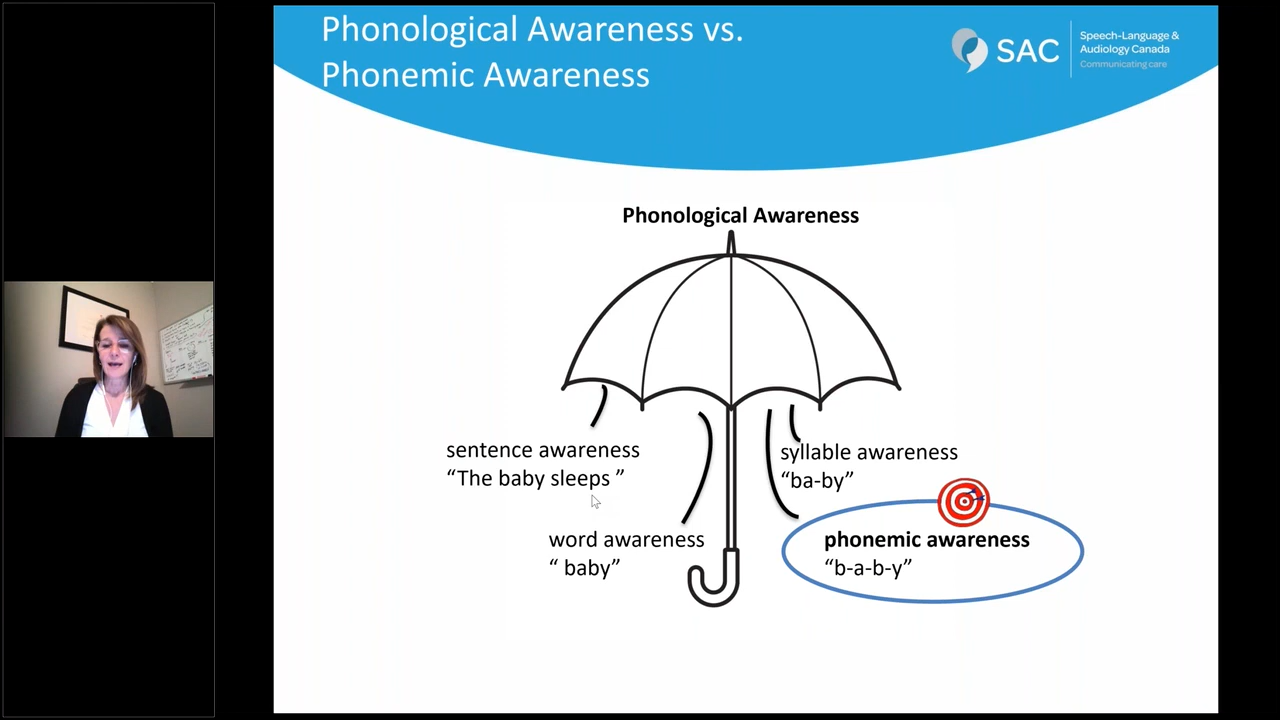 Phonological Awareness vs.
Phonemic Awareness
SAC
Speech-Language &
Audiology Canada
Communicating care
Phonological Awareness
sentence awareness
“The baby sleeps ”
word awareness
“ baby”
syllable awareness
“ba-by”
phonemic awareness
“b-a-b-y”